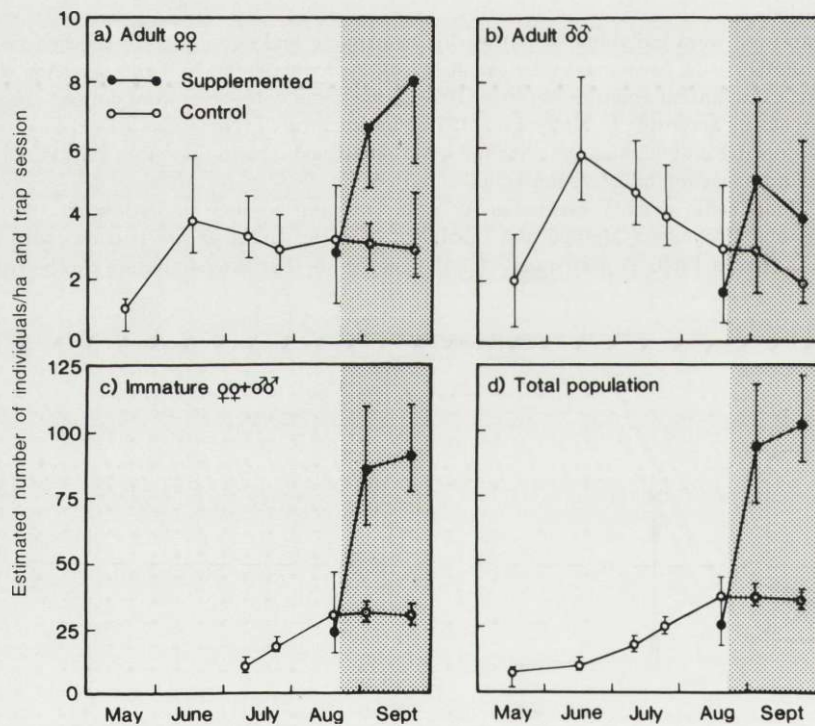 Estimated number of individuals/ha and trap session
10
8
6
4
2
0
a) Adult ♀♀
Supplemented
Control
b) Adult ♂♂
125
100
75
50
25
0
c) Immature ♀♀+♂♂
d) Total population
May June July Aug Sept
May June July Aug Sept